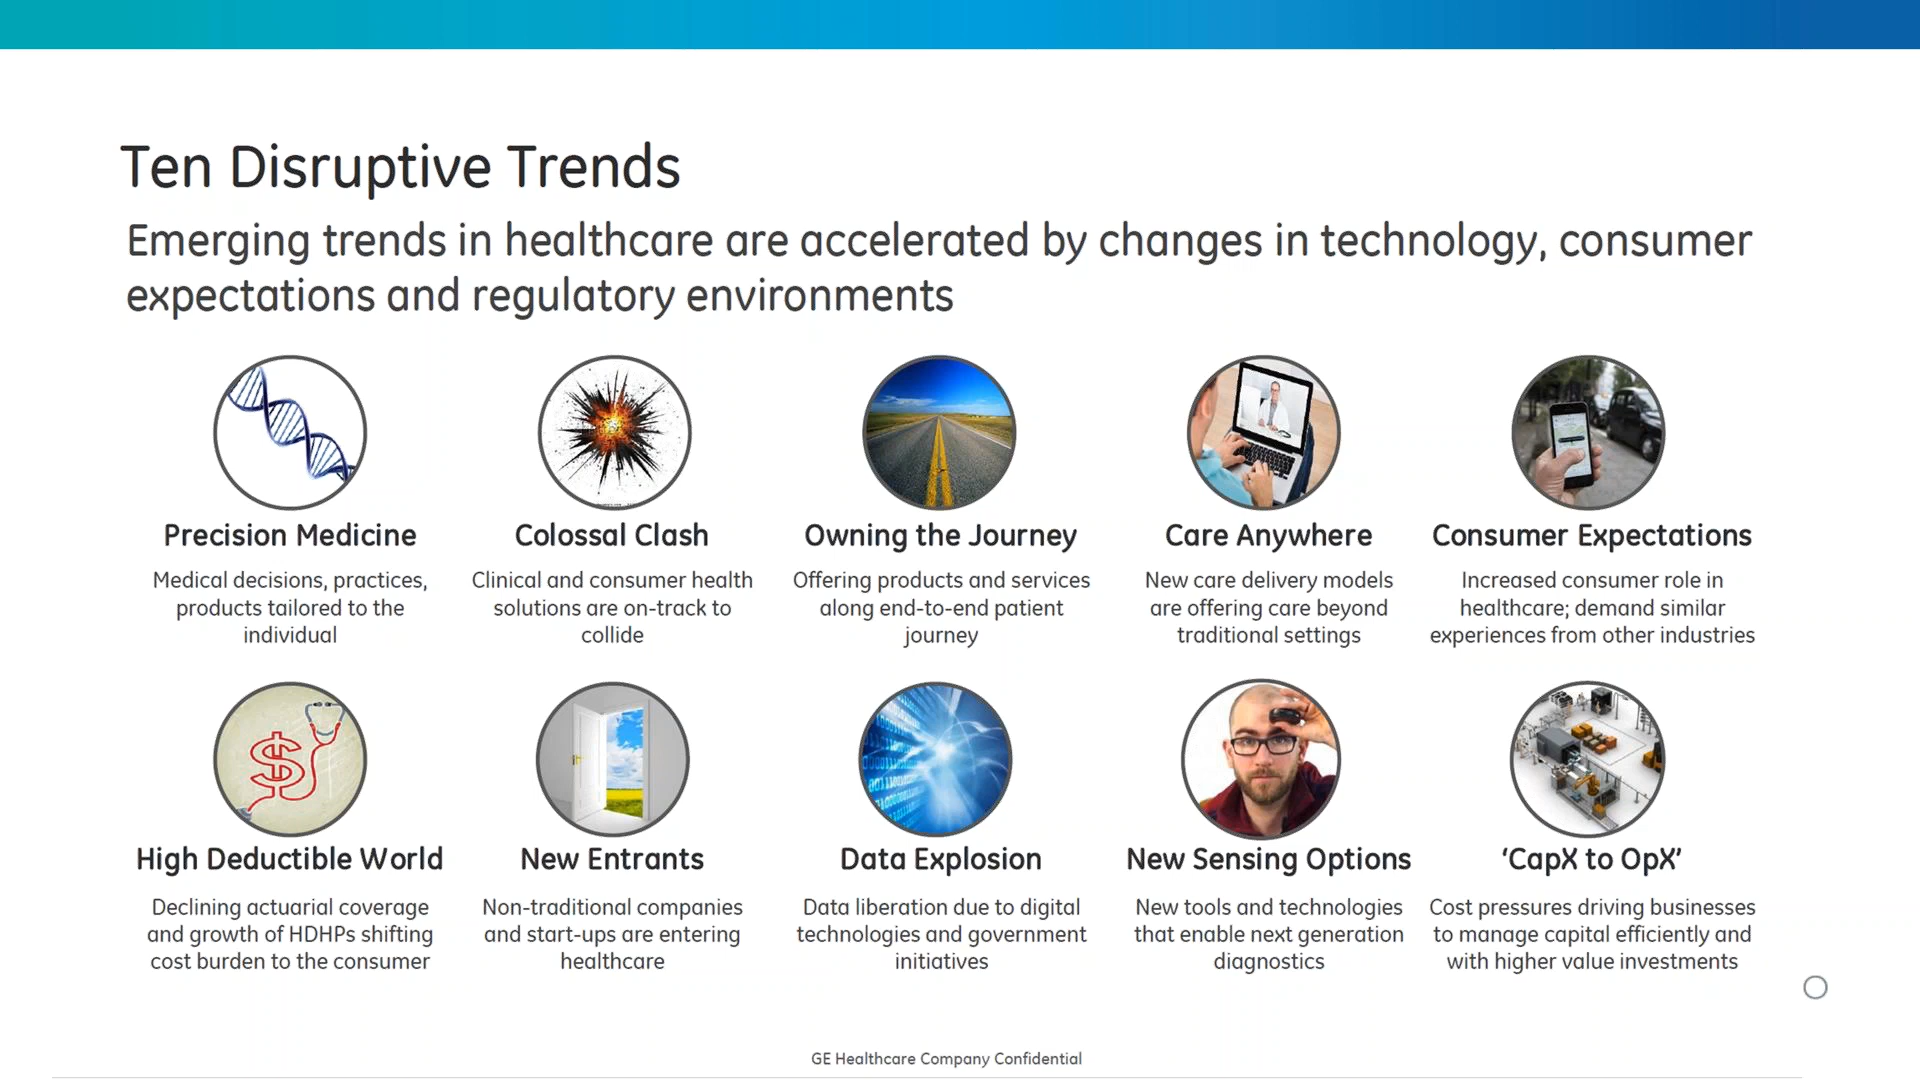 Ten Disruptive Trends
Emerging trends in healthcare are accelerated by changes in technology, consumer
expectations and regulatory environments
Precision Medicine
Medical decisions, practices,
products tailored to the
individual
Colossal Clash
Clinical and consumer health
solutions are on-track to
collide
Owning the Journey
Offering products and services
along end-to-end patient
journey
Care Anywhere
New care delivery models
are offering care beyond
traditional settings
Consumer Expectations
Increased consumer role in
healthcare; demand similar
experiences from other industries
High Deductible World
Declining actuarial coverage
and growth of HDHPs shifting
cost burden to the consumer
New Entrants
Non-traditional companies
and start-ups are entering
healthcare
Data Explosion
Data liberation due to digital
technologies and government
initiatives
New Sensing Options
New tools and technologies
that enable next generation
diagnostics
‘CapX to OpX’
Cost pressures driving businesses
to manage capital efficiently and
with higher value investments
GE Healthcare Company Confidential